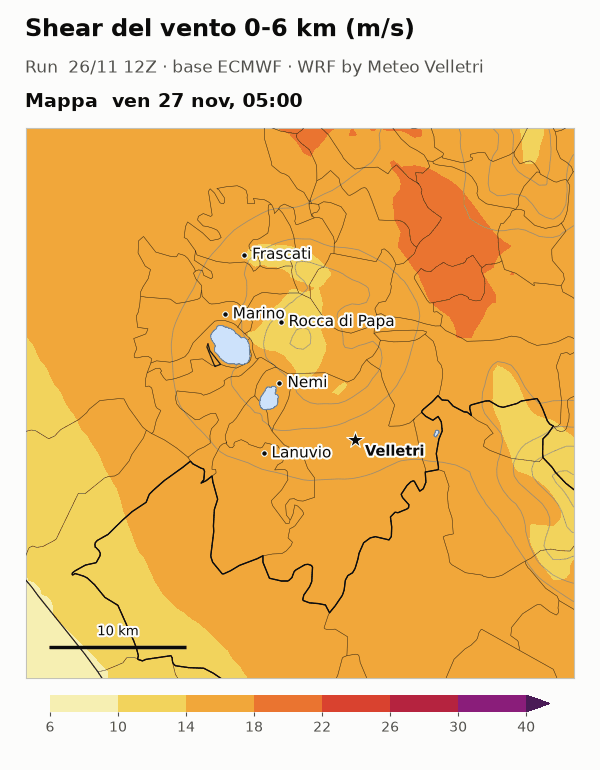 Shear del vento 0-6 km (m/s)
Run  26/11 12Z · base ECMWF · WRF by Meteo Velletri
Mappa  ven 27 nov, 05:00
Frascati
Marino
Rocca di Papa
Nemi
Velletri
Lanuvio
10 km
6 10 14 18 22 26 30 40